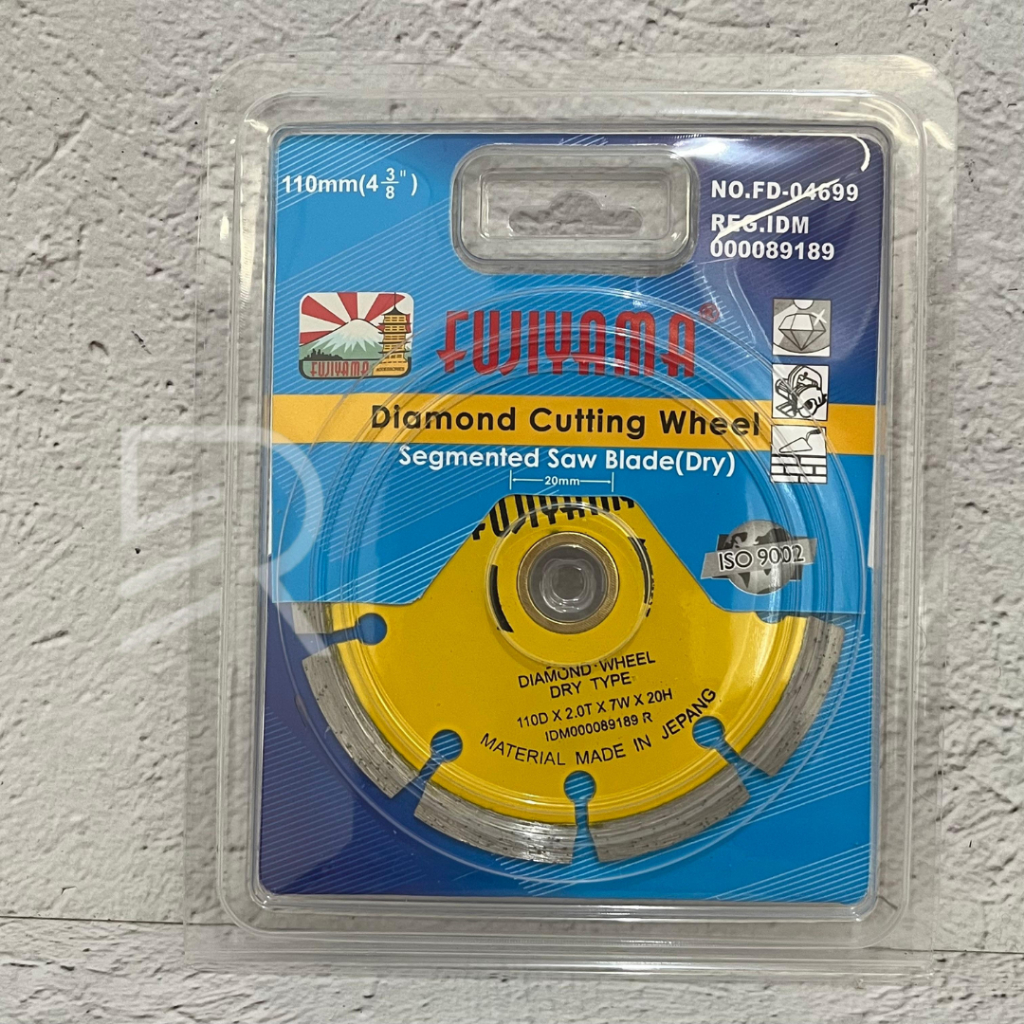 110mm(4 3/8")
NO.FD-04699
REG.IDM
000089189
FUJIYAMA
FUJIYAMA®
Diamond Cutting Wheel
Segmented Saw Blade(Dry)
20mm
FUJIYAMA
ISO 9002
DIAMOND WHEEL
DRY TYPE
110D X 2.0T X 7W X 20H
IDM000089189 R
MATERIAL MADE IN JEPANG